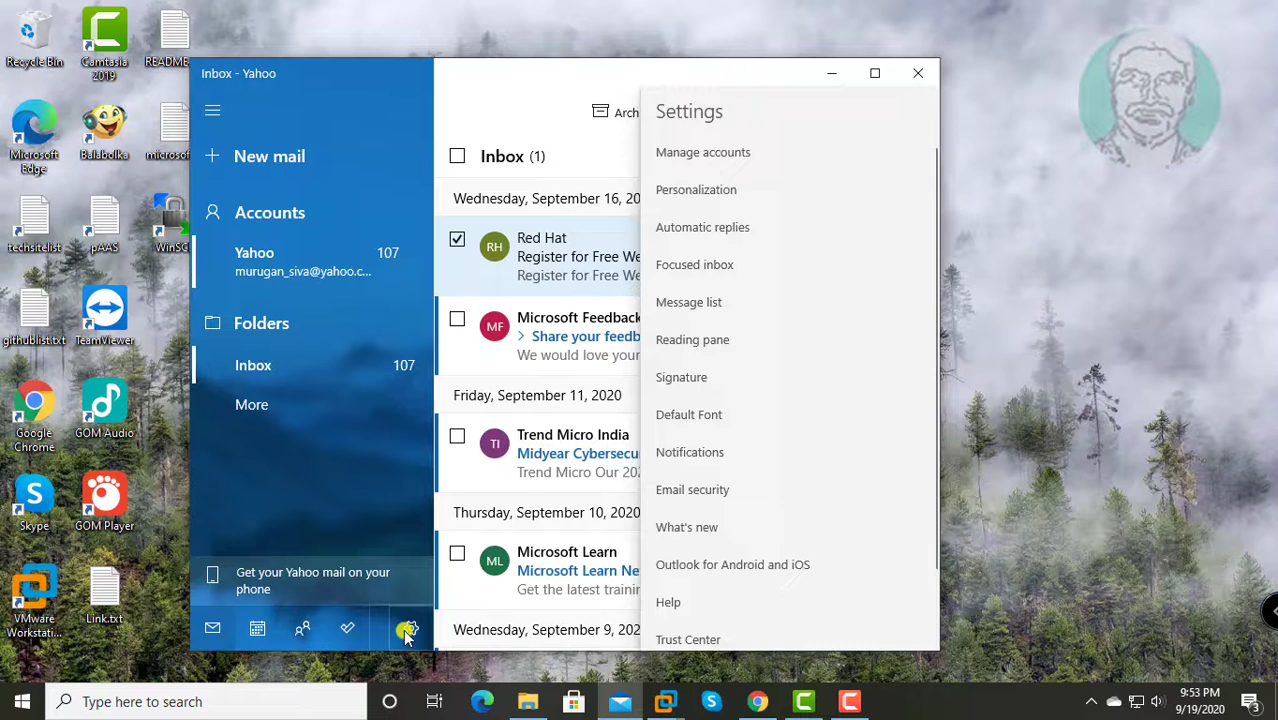 Recycle Bin
Camtasia
2019
README
Microsoft
Edge
Balabolka
microsoft
techsitelist
pAAS
WinSC
githublist.txt
TeamViewer
Google
Chrome
GOM Audio
Skype
GOM Player
VMware
Workstati...
Link.txt
Inbox - Yahoo
New mail
Accounts
Yahoo 107
murugan_siva@yahoo.c...
Folders
Inbox 107
More
Get your Yahoo mail on your
phone
Arch
Inbox (1)
Wednesday, September 16, 20
RH
Red Hat
Register for Free We
Register for Free We
MF
Microsoft Feedback
> Share your feedb
We would love your
Friday, September 11, 2020
TI
Trend Micro India
Midyear Cybersecu
Trend Micro Our 202
Thursday, September 10, 2020
ML
Microsoft Learn
Microsoft Learn Ne
Get the latest trainin
Wednesday, September 9, 202
Settings
Manage accounts
Personalization
Automatic replies
Focused inbox
Message list
Reading pane
Signature
Default Font
Notifications
Email security
What's new
Outlook for Android and iOS
Help
Trust Center
Type here to search
9:53 PM
9/19/2020
3